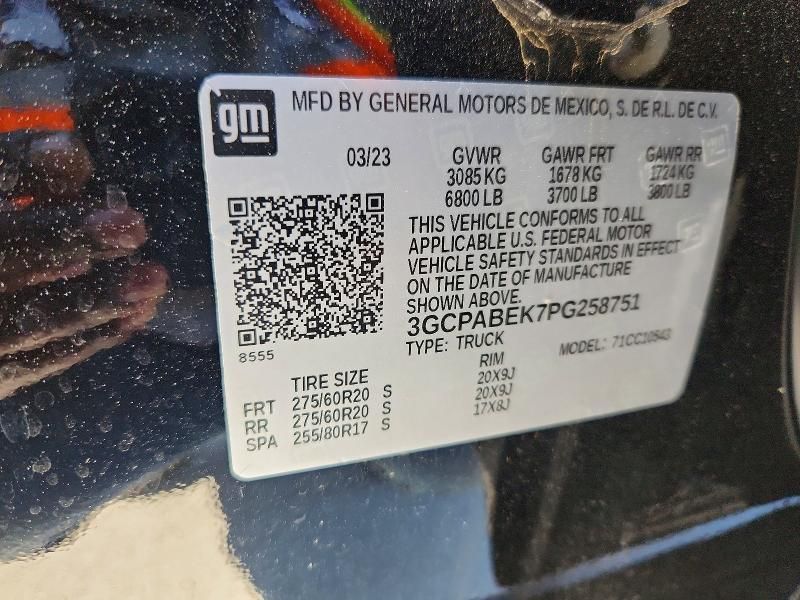 gm
MFD BY GENERAL MOTORS DE MEXICO, S. DE R.L. DE C.V.
03/23 GVWR GAWR FRT GAWR RR
3085 KG 1678 KG 1724 KG
6800 LB 3700 LB 3800 LB
THIS VEHICLE CONFORMS TO ALL
APPLICABLE U.S. FEDERAL MOTOR
VEHICLE SAFETY STANDARDS IN EFFECT
ON THE DATE OF MANUFACTURE
SHOWN ABOVE.
3GCPABEK7PG258751
TYPE: TRUCK MODEL: 71CC10543
8555
TIRE SIZE RIM
FRT 275/60R20 S 20X9J
RR 275/60R20 S 20X9J
SPA 255/80R17 S 17X8J